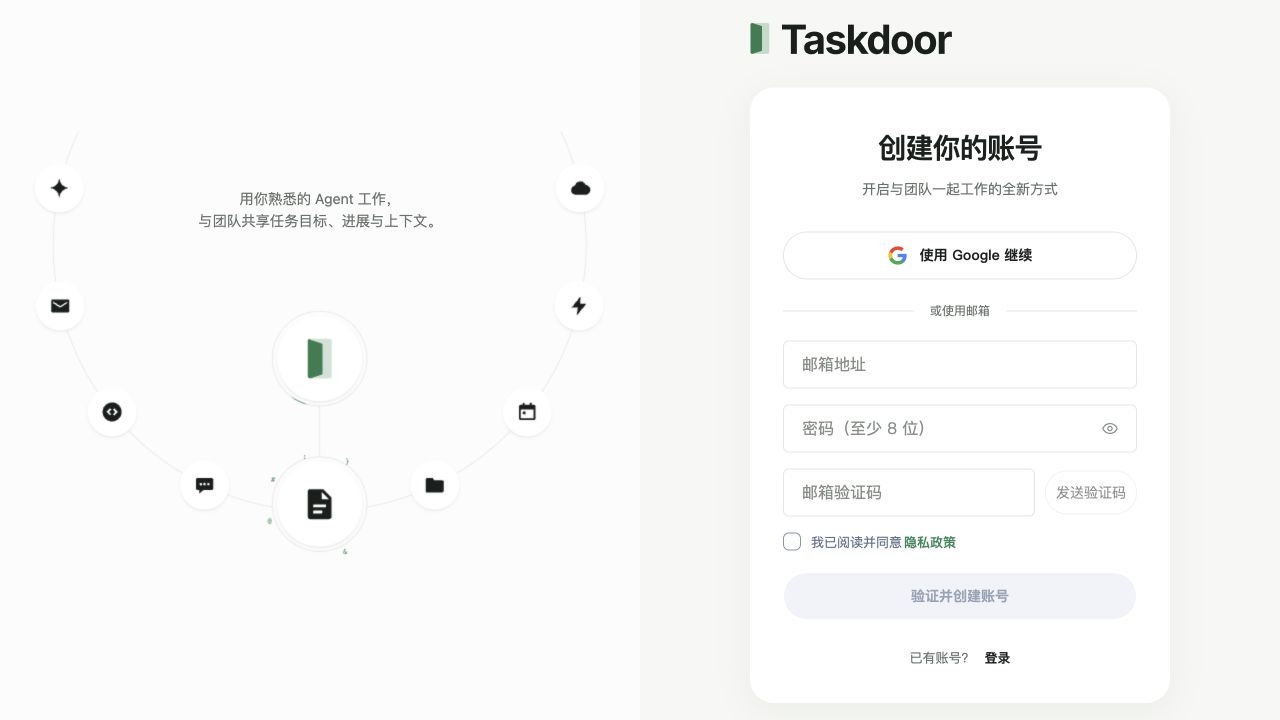 用你熟悉的 Agent 工作，
与团队共享任务目标、进展与上下文。
Taskdoor
创建你的账号
开启与团队一起工作的全新方式
使用 Google 继续
或使用邮箱
邮箱地址
密码（至少 8 位）
邮箱验证码
发送验证码
我已阅读并同意 隐私政策
验证并创建账号
已有账号? 登录